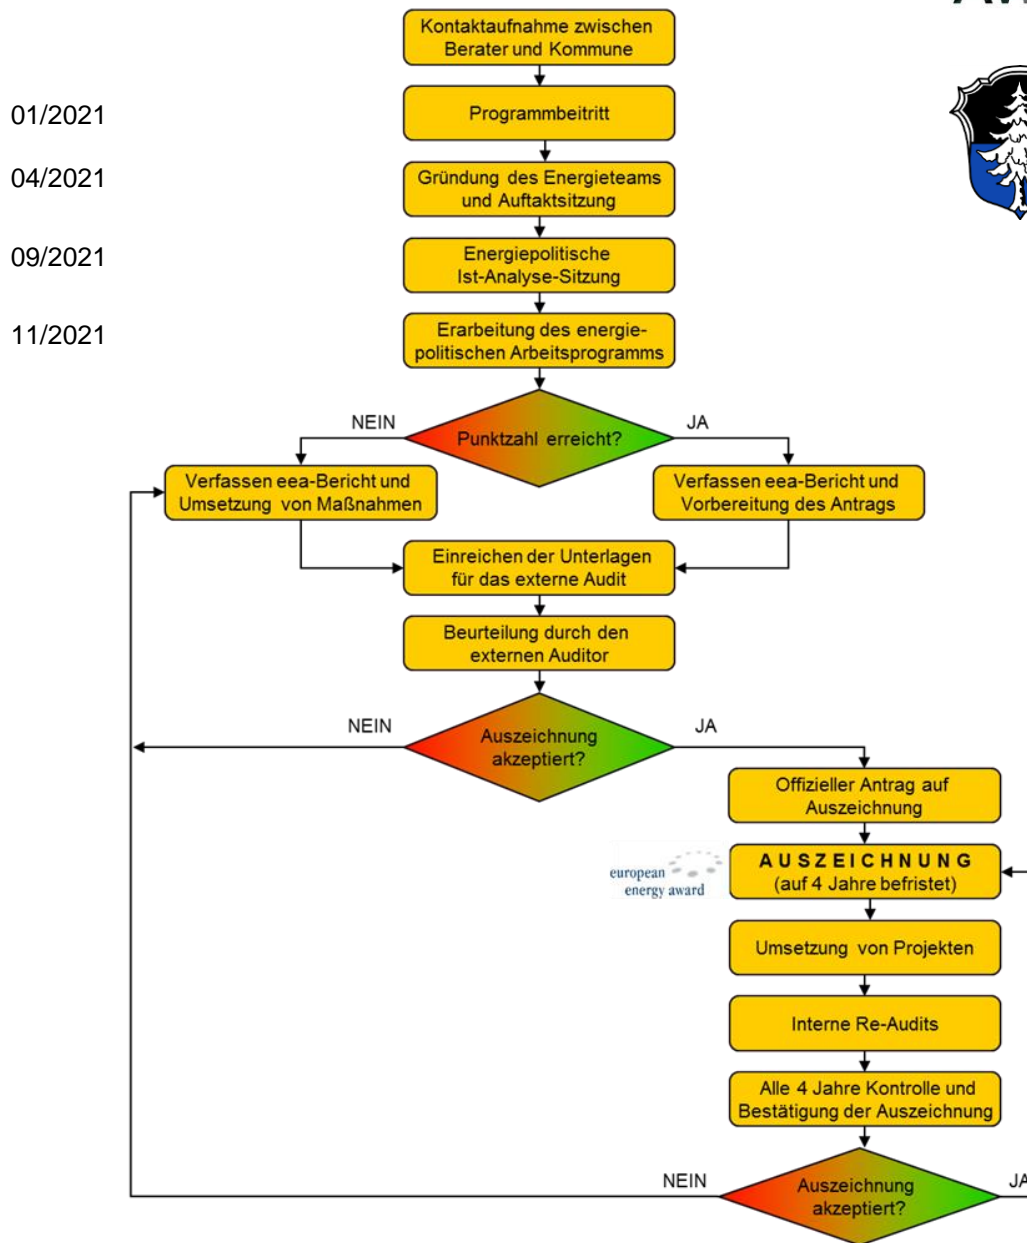 Kontaktaufnahme zwischen
Berater und Kommune
01/2021
Programmbeitritt
04/2021
Gründung des Energieteams
und Auftaktsitzung
09/2021
Energiepolitische
Ist-Analyse-Sitzung
11/2021
Erarbeitung des energie-
politischen Arbeitsprogramms
NEIN
Punktzahl erreicht?
JA
Verfassen eea-Bericht und
Umsetzung von Maßnahmen
Verfassen eea-Bericht und
Vorbereitung des Antrags
Einreichen der Unterlagen
für das externe Audit
Beurteilung durch den
externen Auditor
NEIN
Auszeichnung
akzeptiert?
JA
Offizieller Antrag auf
Auszeichnung
european
energy award
AUSZEICHNUNG
(auf 4 Jahre befristet)
Umsetzung von Projekten
Interne Re-Audits
Alle 4 Jahre Kontrolle und
Bestätigung der Auszeichnung
NEIN
Auszeichnung
akzeptiert?
JA